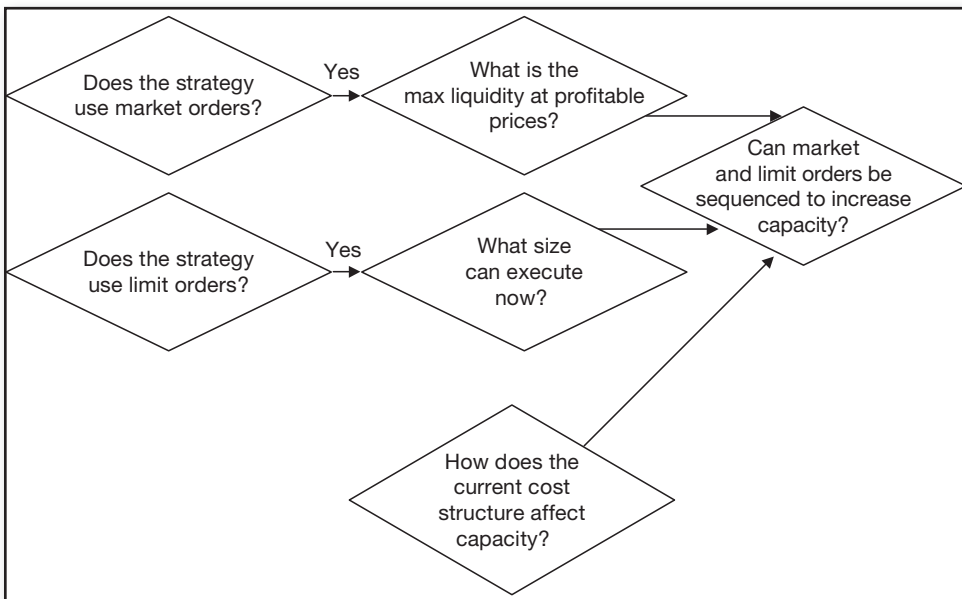 Does the strategy
use market orders?
Yes
What is the
max liquidity at profitable
prices?
Can market
and limit orders be
sequenced to increase
capacity?
Does the strategy
use limit orders?
Yes
What size
can execute
now?
How does the
current cost
structure affect
capacity?